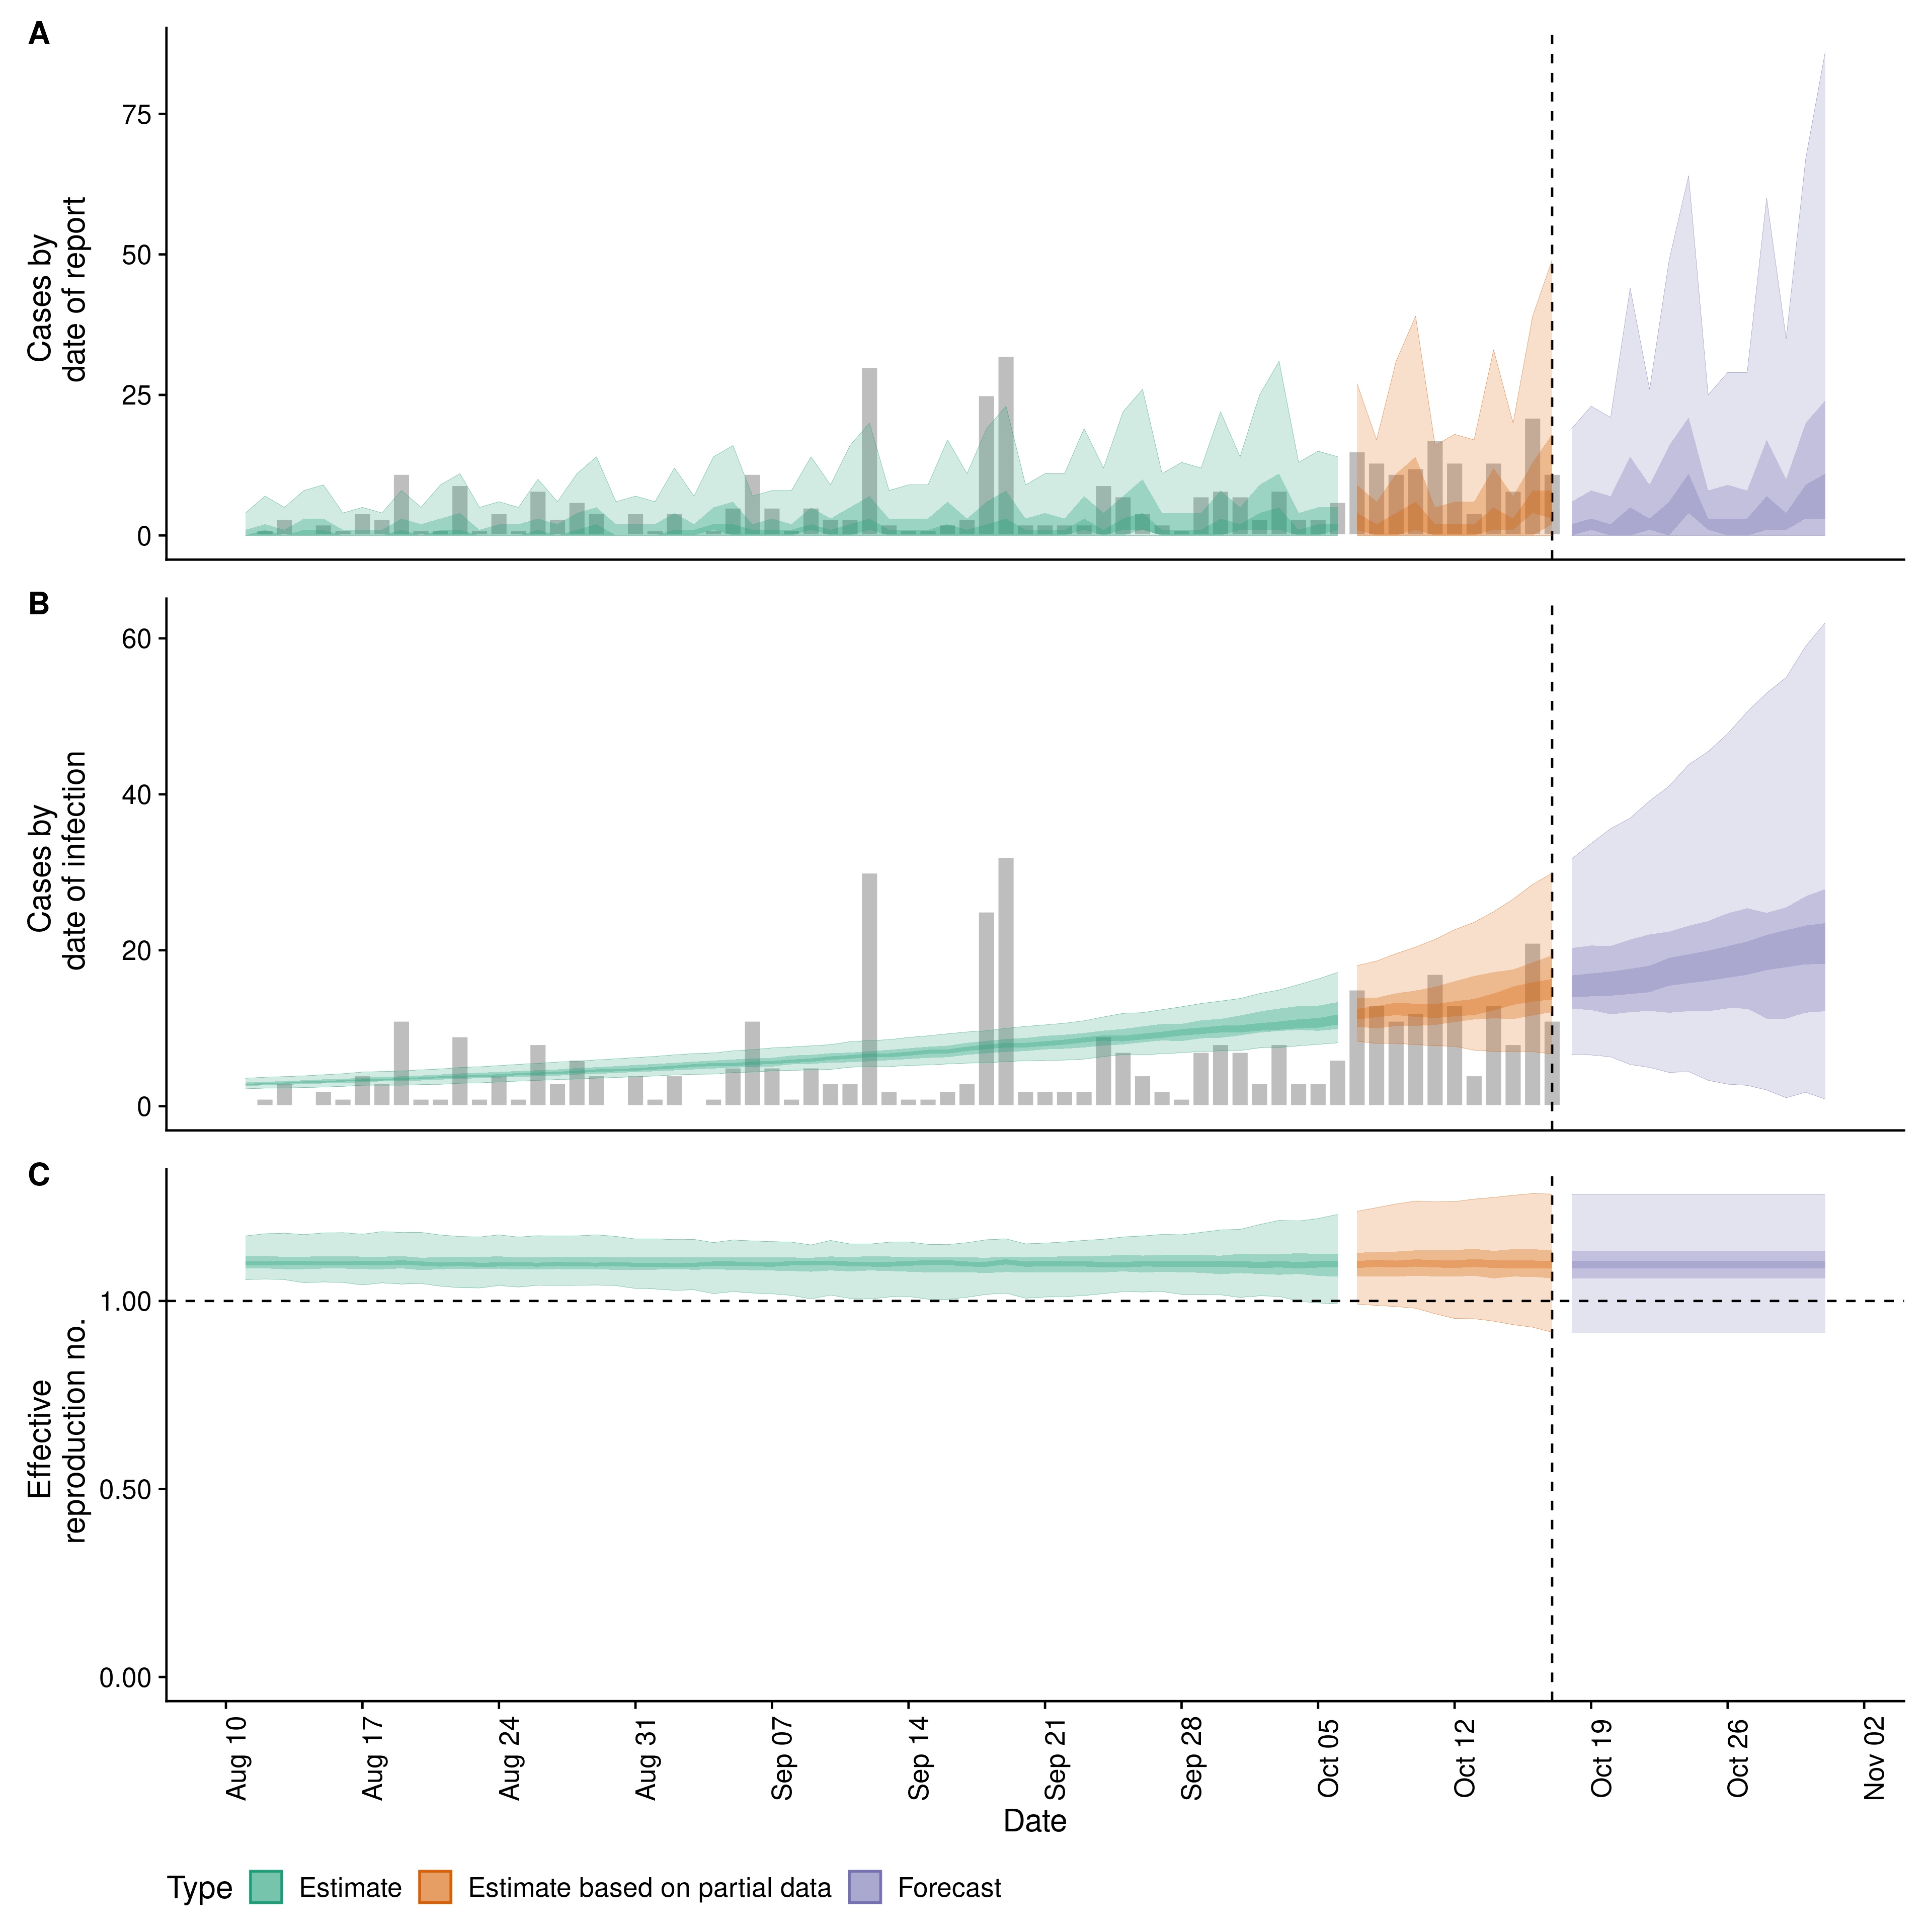 A
Cases by
date of report
75
50
25
0
B
Cases by
date of infection
60
40
20
0
C
Effective
reproduction no.
1.00
0.50
0.00
Aug 10
Aug 17
Aug 24
Aug 31
Sep 07
Sep 14
Sep 21
Sep 28
Oct 05
Oct 12
Oct 19
Oct 26
Nov 02
Date
Type Estimate Estimate based on partial data Forecast